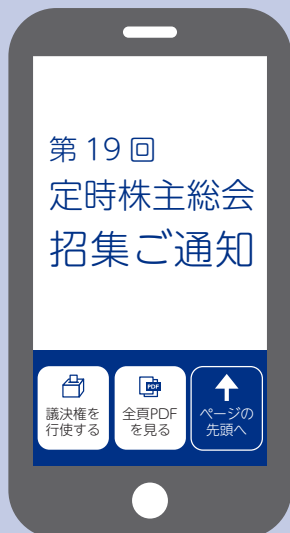 第19回
定時株主総会
招集ご通知
PDF
議決権を
行使する
全頁PDF
を見る
ページの
先頭へ